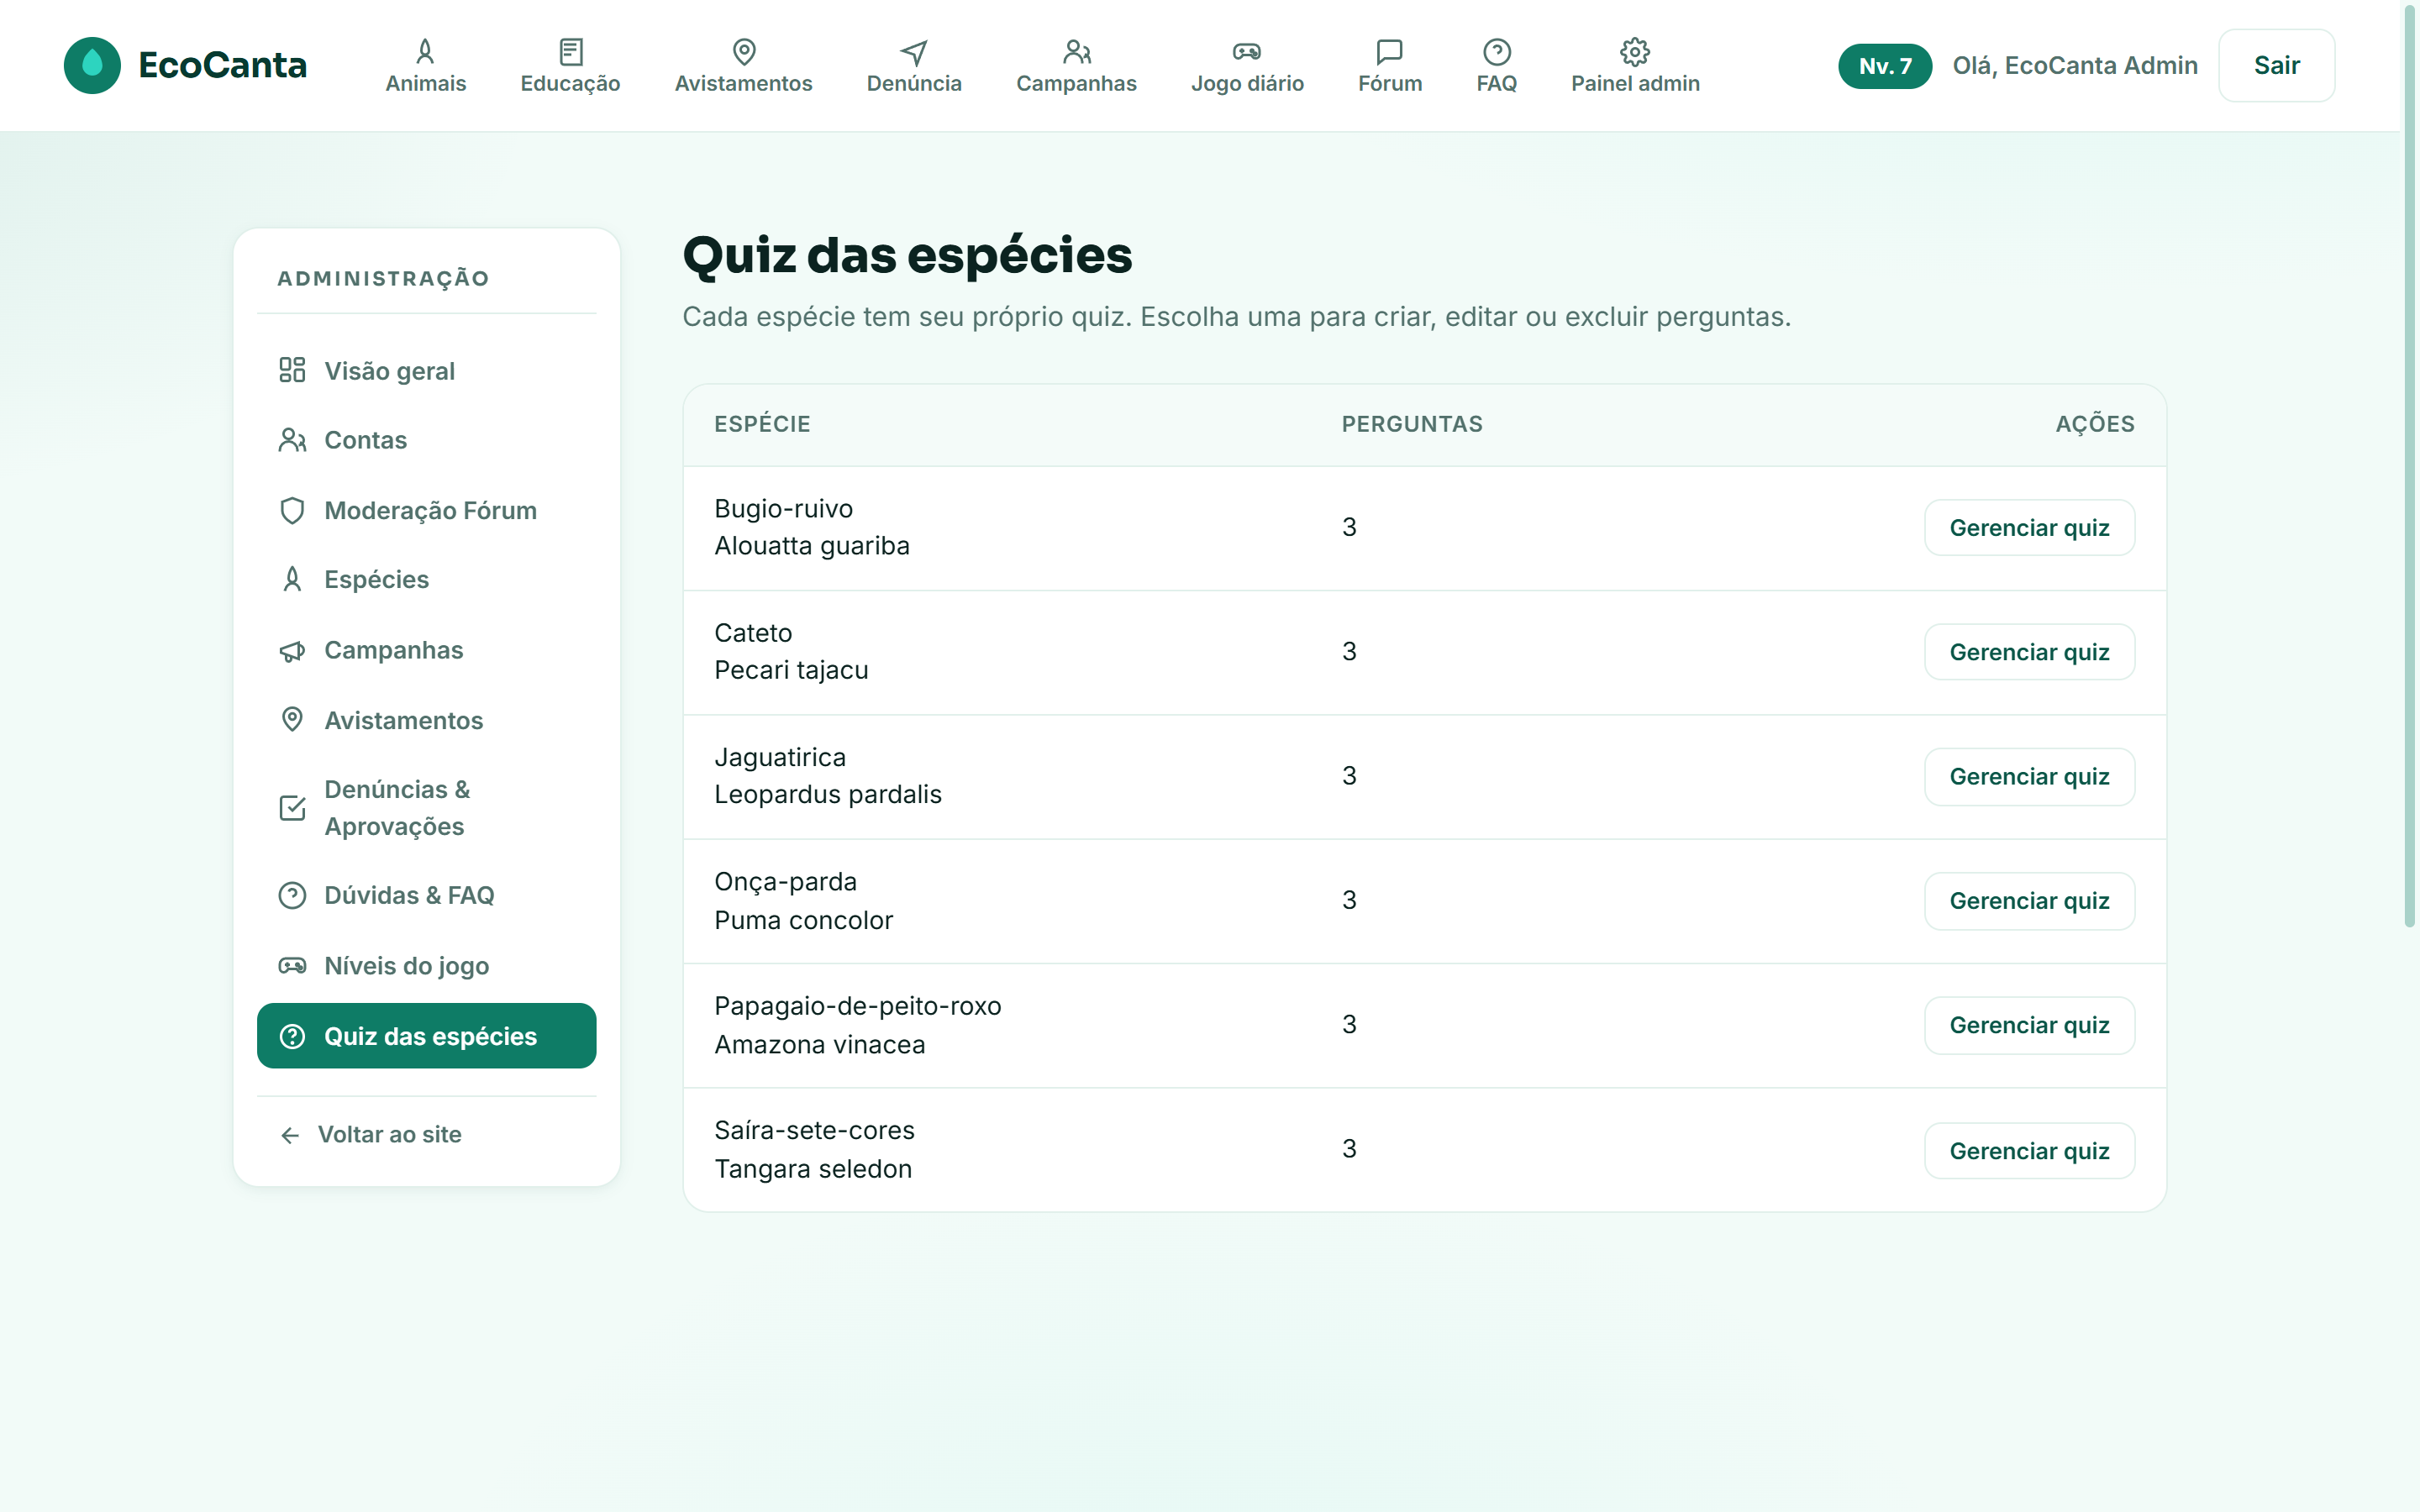 EcoCanta
Animais
Educação
Avistamentos
Denúncia
Campanhas
Jogo diário
Fórum
FAQ
Painel admin
Nv. 7
Olá, EcoCanta Admin
Sair
ADMINISTRAÇÃO
Visão geral
Contas
Moderação Fórum
Espécies
Campanhas
Avistamentos
Denúncias &
Aprovações
Dúvidas & FAQ
Níveis do jogo
Quiz das espécies
Voltar ao site
Quiz das espécies
Cada espécie tem seu próprio quiz. Escolha uma para criar, editar ou excluir perguntas.
ESPÉCIE PERGUNTAS AÇÕES
Bugio-ruivo
Alouatta guariba
3
Gerenciar quiz
Cateto
Pecari tajacu
3
Gerenciar quiz
Jaguatirica
Leopardus pardalis
3
Gerenciar quiz
Onça-parda
Puma concolor
3
Gerenciar quiz
Papagaio-de-peito-roxo
Amazona vinacea
3
Gerenciar quiz
Saíra-sete-cores
Tangara seledon
3
Gerenciar quiz